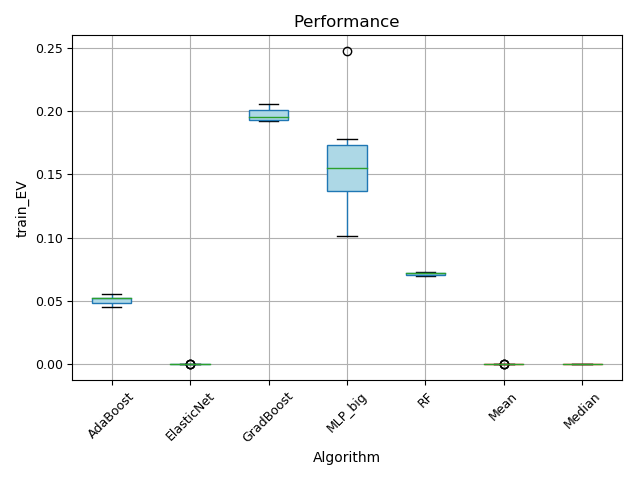 Performance
train_EV
0.25
0.20
0.15
0.10
0.05
0.00
AdaBoost
ElasticNet
GradBoost
MLP_big
RF
Mean
Median
Algorithm